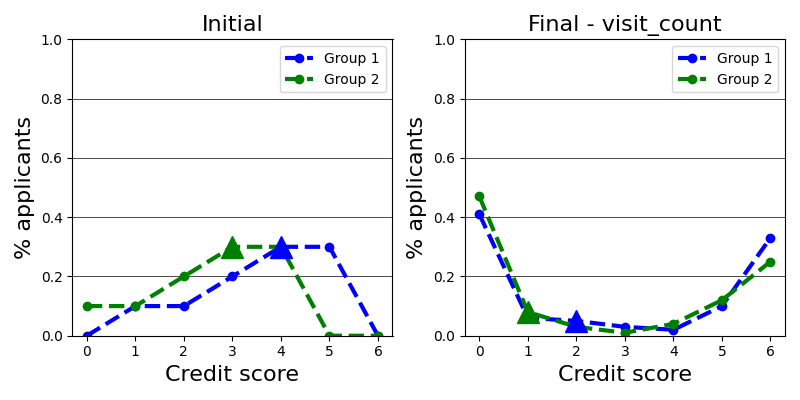 Initial
Final - visit_count
% applicants
1.0
0.8
0.6
0.4
0.2
0.0
Group 1
Group 2
0 1 2 3 4 5 6
Credit score
% applicants
1.0
0.8
0.6
0.4
0.2
0.0
Group 1
Group 2
0 1 2 3 4 5 6
Credit score